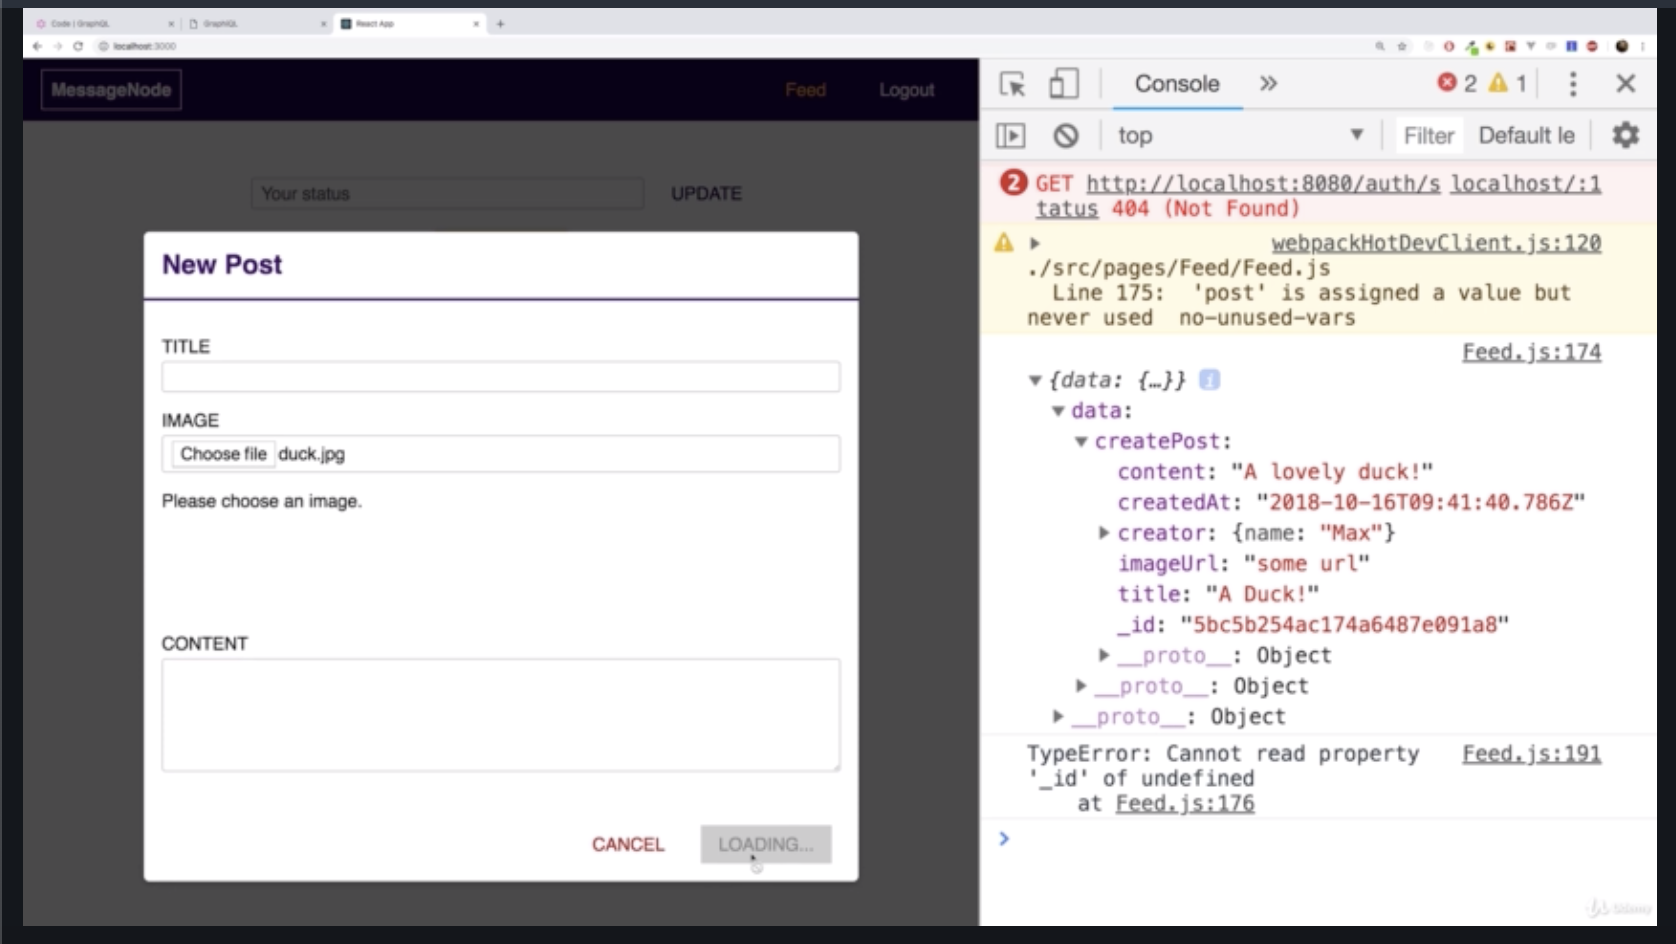 Code | GraphQL
GraphiQL
React App
localhost:3000
MessageNode
Feed
Logout
Your status
UPDATE
New Post
TITLE
IMAGE
Choose file duck.jpg
Please choose an image.
CONTENT
CANCEL
LOADING...
Console
2
1
top
Filter
Default le
2 GET http://localhost:8080/auth/s localhost/:1
tatus 404 (Not Found)
webpackHotDevClient.js:120
./src/pages/Feed/Feed.js
Line 175: 'post' is assigned a value but
never used no-unused-vars
Feed.js:174
{data: {…}} i
data:
createPost:
content: "A lovely duck!"
createdAt: "2018-10-16T09:41:40.786Z"
creator: {name: "Max"}
imageUrl: "some url"
title: "A Duck!"
_id: "5bc5b254ac174a6487e091a8"
__proto__: Object
__proto__: Object
__proto__: Object
TypeError: Cannot read property Feed.js:191
'_id' of undefined
at Feed.js:176
Udemy